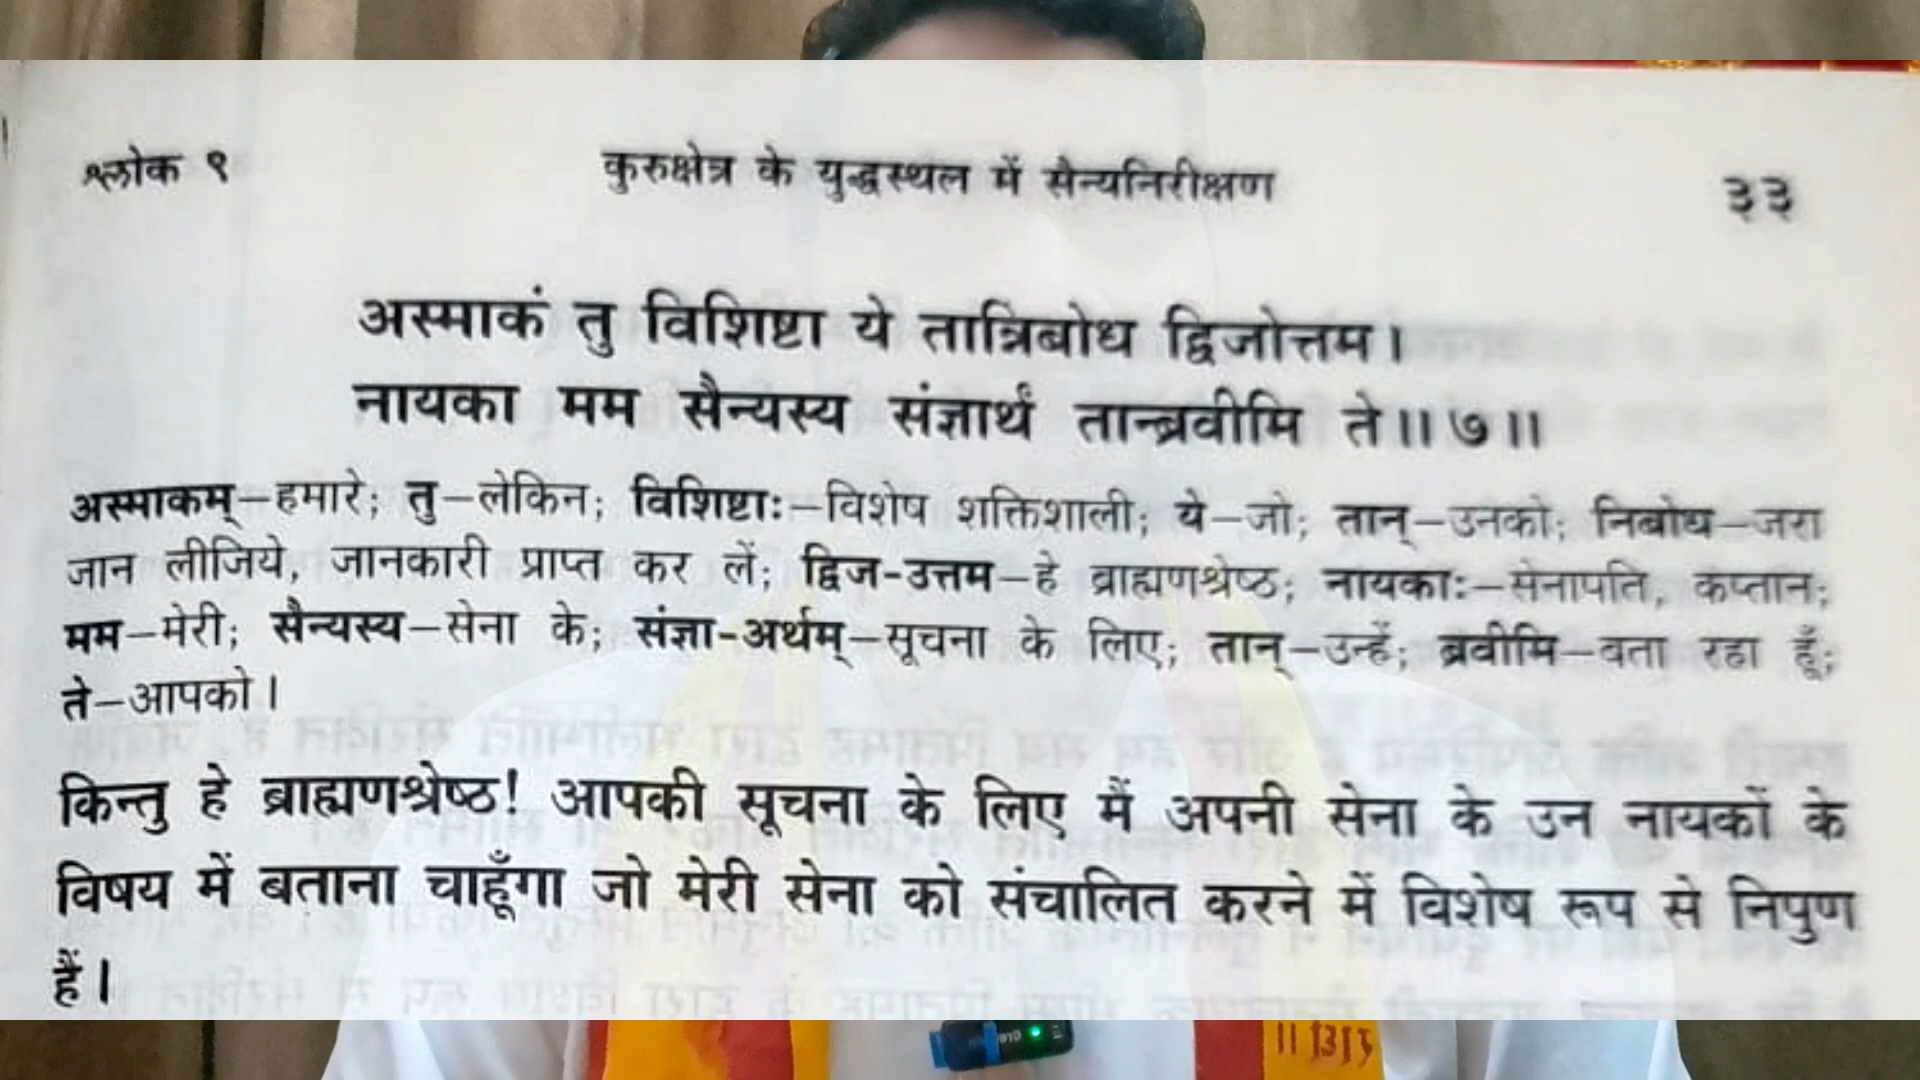 श्लोक १ कुरुक्षेत्र के युद्धस्थल में सैन्यनिरीक्षण ३३
अस्माकं तु विशिष्टा ये तान्निबोध द्विजोत्तम।
नायका मम सैन्यस्य संज्ञार्थं तान्ब्रवीमि ते॥७॥
अस्माकम्–हमारे; तु–लेकिन; विशिष्टाः–विशेष शक्तिशाली; ये–जो; तान्–उनको; निबोध–जरा
जान लीजिये, जानकारी प्राप्त कर लें; द्विज-उत्तम–हे ब्राह्मणश्रेष्ठ; नायकाः–सेनापति, कप्तान;
मम–मेरी; सैन्यस्य–सेना के; संज्ञा-अर्थम्–सूचना के लिए; तान्–उन्हें; ब्रवीमि–बता रहा हूँ;
ते–आपको।
किन्तु हे ब्राह्मणश्रेष्ठ! आपकी सूचना के लिए मैं अपनी सेना के उन नायकों के
विषय में बताना चाहूँगा जो मेरी सेना को संचालित करने में विशेष रूप से निपुण
हैं।